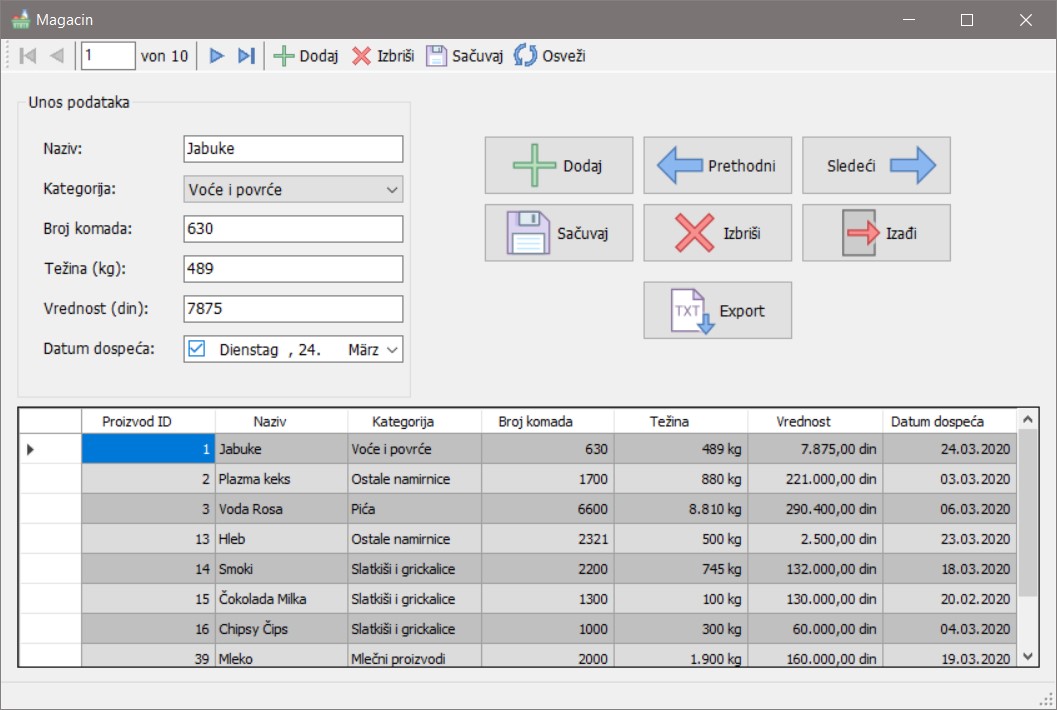 Magacin
1 von 10 Dodaj Izbriši Sačuvaj Osveži
Unos podataka
Naziv: Jabuke
Kategorija: Voće i povrće
Broj komada: 630
Težina (kg): 489
Vrednost (din): 7875
Datum dospeća: Dienstag , 24. März
Dodaj Prethodni Sledeći
Sačuvaj Izbriši Izađi
TXT Export
Proizvod ID Naziv Kategorija Broj komada Težina Vrednost Datum dospeća
1 Jabuke Voće i povrće 630 489 kg 7.875,00 din 24.03.2020
2 Plazma keks Ostale namirnice 1700 880 kg 221.000,00 din 03.03.2020
3 Voda Rosa Pića 6600 8.810 kg 290.400,00 din 06.03.2020
13 Hleb Ostale namirnice 2321 500 kg 2.500,00 din 23.03.2020
14 Smoki Slatkiši i grickalice 2200 745 kg 132.000,00 din 18.03.2020
15 Čokolada Milka Slatkiši i grickalice 1300 100 kg 130.000,00 din 20.02.2020
16 Chipsy Čips Slatkiši i grickalice 1000 300 kg 60.000,00 din 04.03.2020
39 Mleko Mlečni proizvodi 2000 1.900 kg 160.000,00 din 19.03.2020